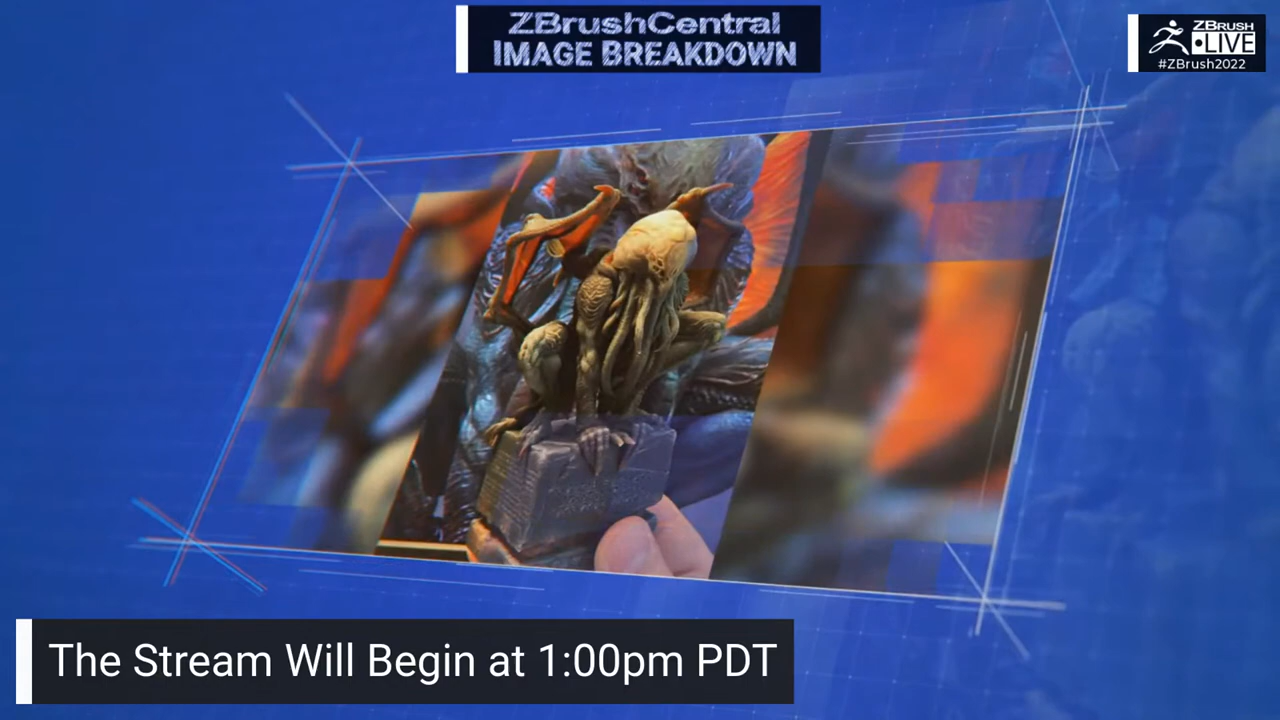 ZBrushCentral
IMAGE BREAKDOWN
ZBRUSH
LIVE
#ZBrush2022
The Stream Will Begin at 1:00pm PDT